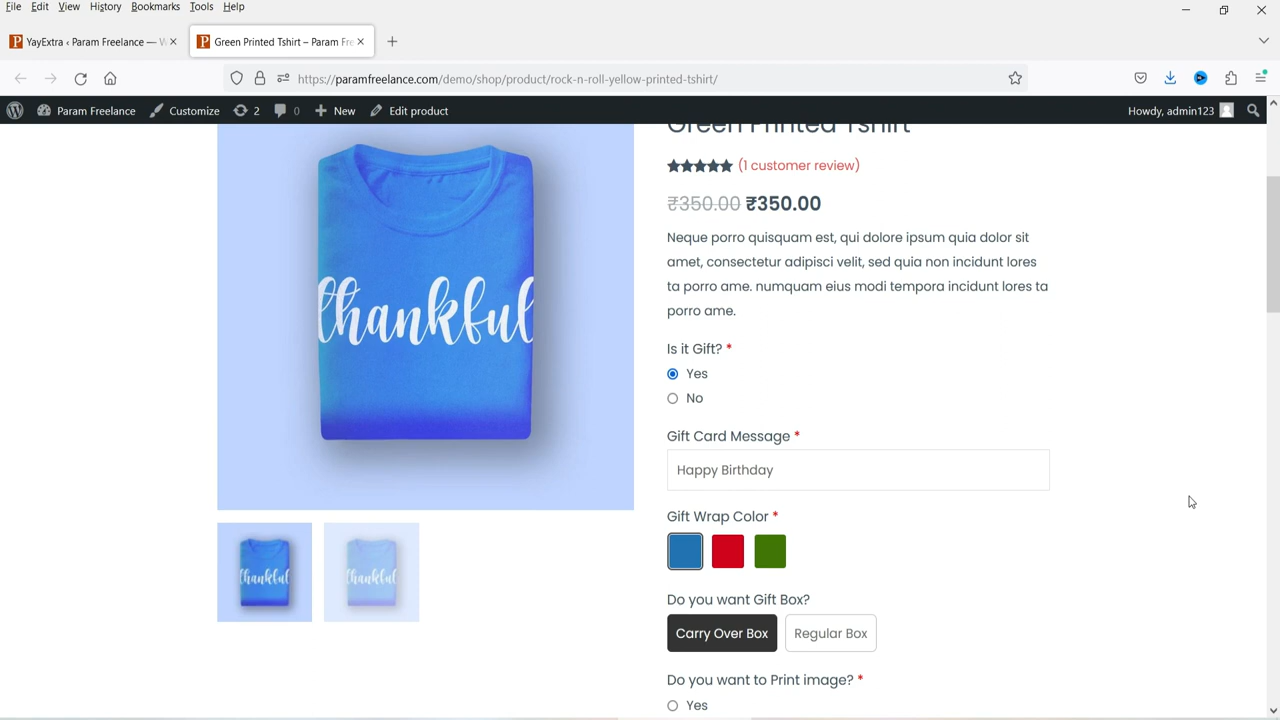 File Edit View History Bookmarks Tools Help
YayExtra ‹ Param Freelance — W
Green Printed Tshirt – Param Fre
https://paramfreelance.com/demo/shop/product/rock-n-roll-yellow-printed-tshirt/
Param Freelance Customize 2 0 New Edit product Howdy, admin123
Green Printed Tshirt
(1 customer review)
₹350.00 ₹350.00
Neque porro quisquam est, qui dolore ipsum quia dolor sit
amet, consectetur adipisci velit, sed quia non incidunt lores
ta porro ame. numquam eius modi tempora incidunt lores ta
porro ame.
thankful
Is it Gift? *
Yes
No
Gift Card Message *
Happy Birthday
Gift Wrap Color *
thankful
thankful
Do you want Gift Box?
Carry Over Box Regular Box
Do you want to Print image? *
Yes